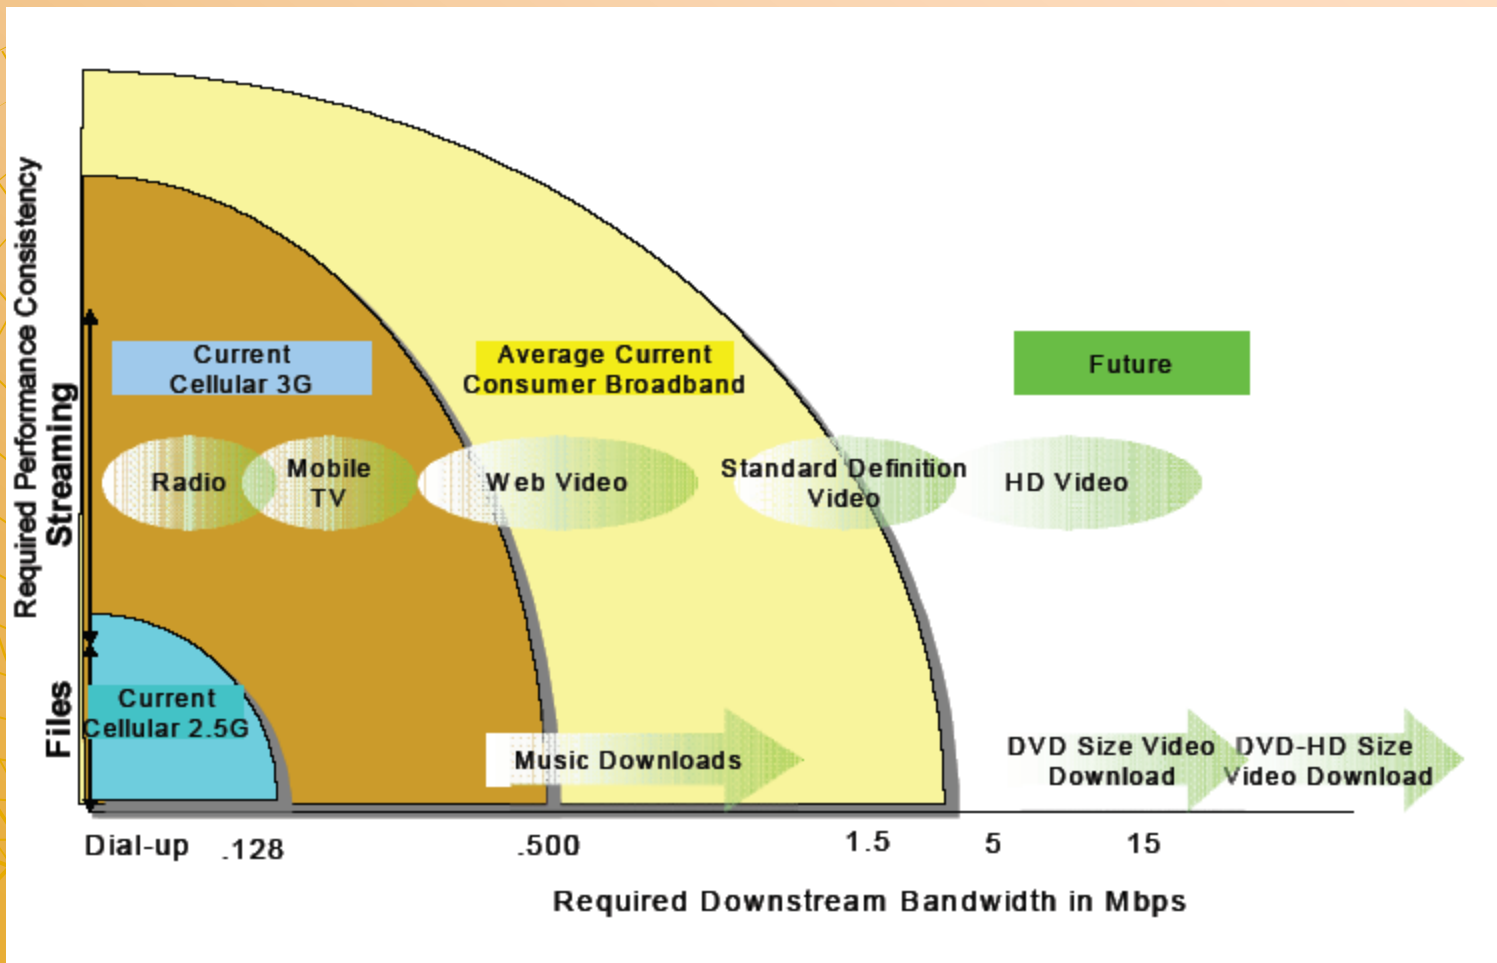 Required Performance Consistency
Streaming
Files
Current
Cellular 3G
Average Current
Consumer Broadband
Future
Radio
Mobile
TV
Web Video
Standard Definition
Video
HD Video
Current
Cellular 2.5G
Music Downloads
DVD Size Video
Download
DVD-HD Size
Video Download
Dial-up .128 .500 1.5 5 15
Required Downstream Bandwidth in Mbps